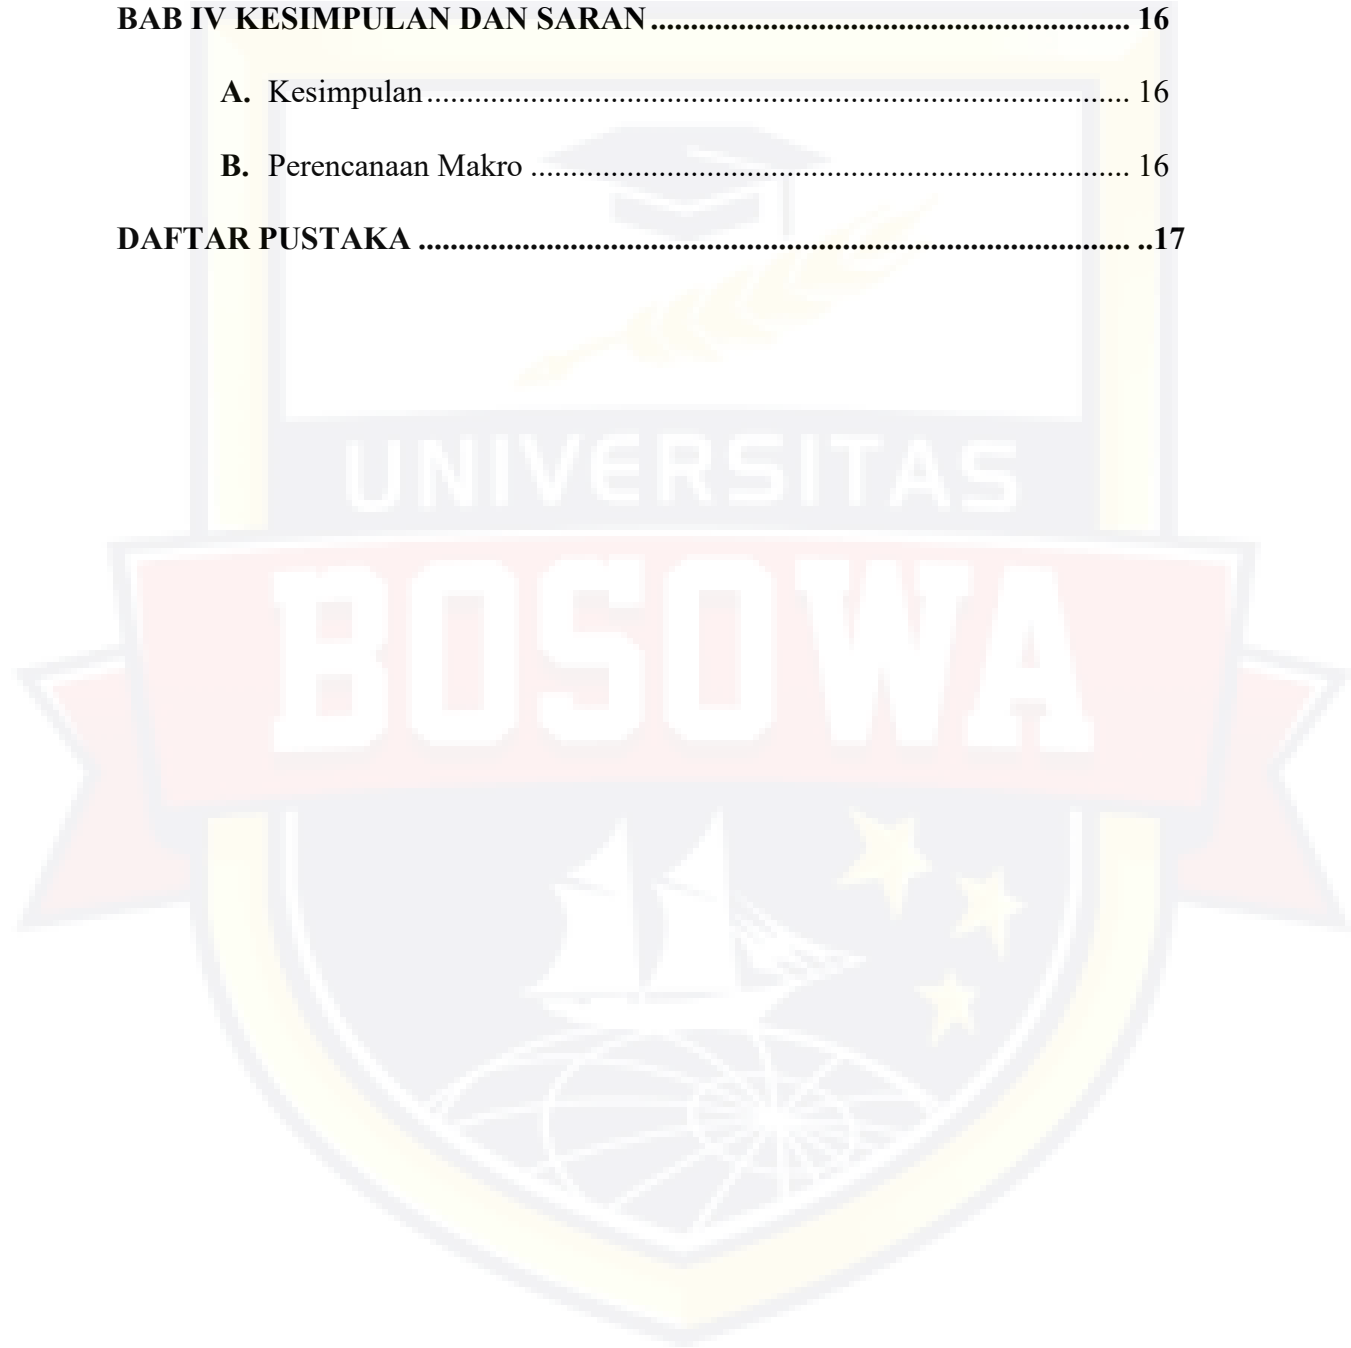 BAB IV KESIMPULAN DAN SARAN............................................................ 16
A. Kesimpulan......................................................................................... 16
B. Perencanaan Makro ............................................................................ 16
DAFTAR PUSTAKA ......................................................................................... ..17
UNIVERSITAS
BOSOWA